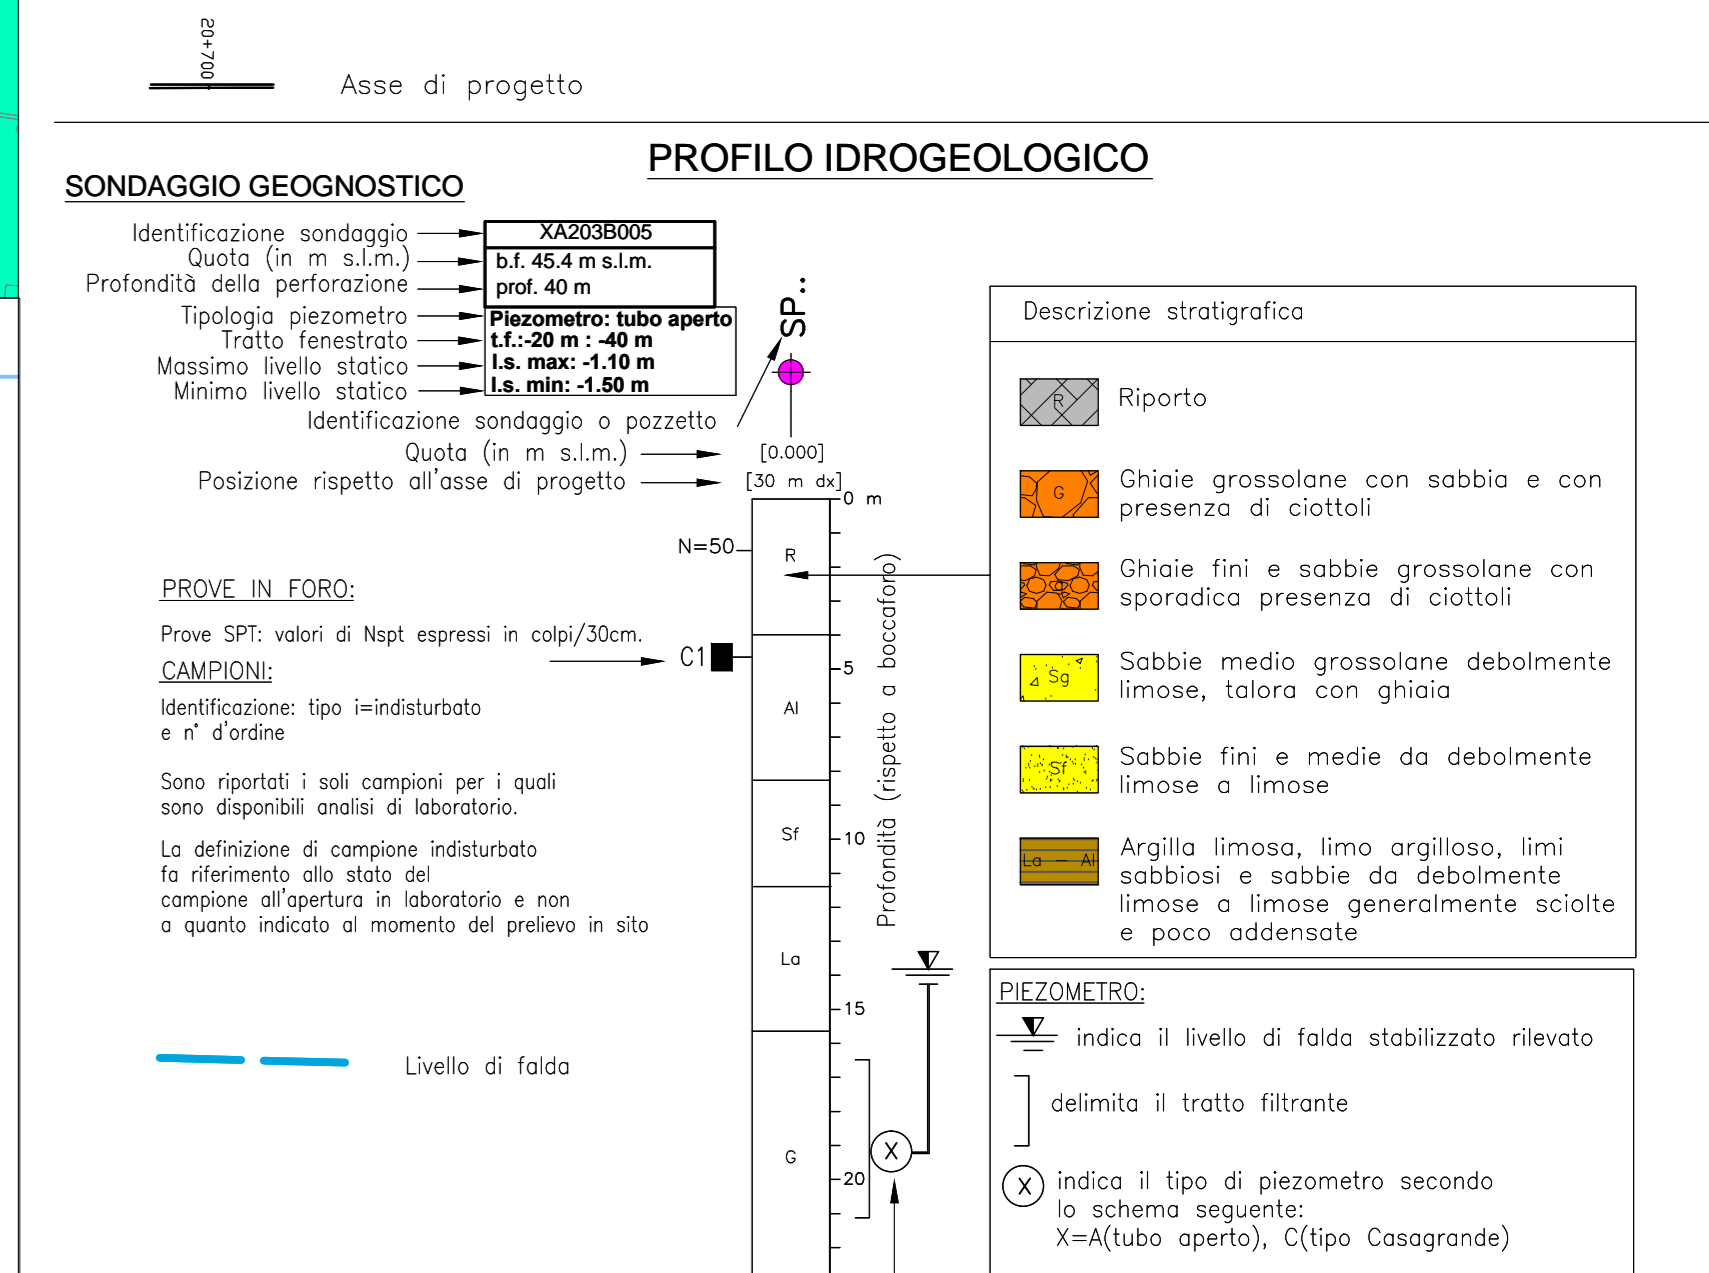 20+700
Asse di progetto
PROFILO IDROGEOLOGICO
SONDAGGIO GEOGNOSTICO
Identificazione sondaggio
XA203B005
Quota (in m s.l.m.)
b.f. 45.4 m s.l.m.
Profondità della perforazione
prof. 40 m
Tipologia piezometro
Piezometro: tubo aperto
Tratto fenestrato
t.f.:-20 m : -40 m
Massimo livello statico
l.s. max: -1.10 m
Minimo livello statico
l.s. min: -1.50 m
SP..
Identificazione sondaggio o pozzetto
Quota (in m s.l.m.)
[0.000]
Posizione rispetto all'asse di progetto
[30 m dx]
0 m
N=50
R
C1
5
Al
Sf
10
La
15
G
20
Profondità (rispetto a boccaforo)
X
PROVE IN FORO:
Prove SPT: valori di Nspt espressi in colpi/30cm.
CAMPIONI:
Identificazione: tipo i=indisturbato
e n° d'ordine
Sono riportati i soli campioni per i quali
sono disponibili analisi di laboratorio.
La definizione di campione indisturbato
fa riferimento allo stato del
campione all'apertura in laboratorio e non
a quanto indicato al momento del prelievo in sito
Livello di falda
Descrizione stratigrafica
R
Riporto
G
Ghiaie grossolane con sabbia e con
presenza di ciottoli
g
Ghiaie fini e sabbie grossolane con
sporadica presenza di ciottoli
Sg
Sabbie medio grossolane debolmente
limose, talora con ghiaia
Sf
Sabbie fini e medie da debolmente
limose a limose
La – Al
Argilla limosa, limo argilloso, limi
sabbiosi e sabbie da debolmente
limose a limose generalmente sciolte
e poco addensate
PIEZOMETRO:
indica il livello di falda stabilizzato rilevato
delimita il tratto filtrante
X
indica il tipo di piezometro secondo
lo schema seguente:
X=A(tubo aperto), C(tipo Casagrande)